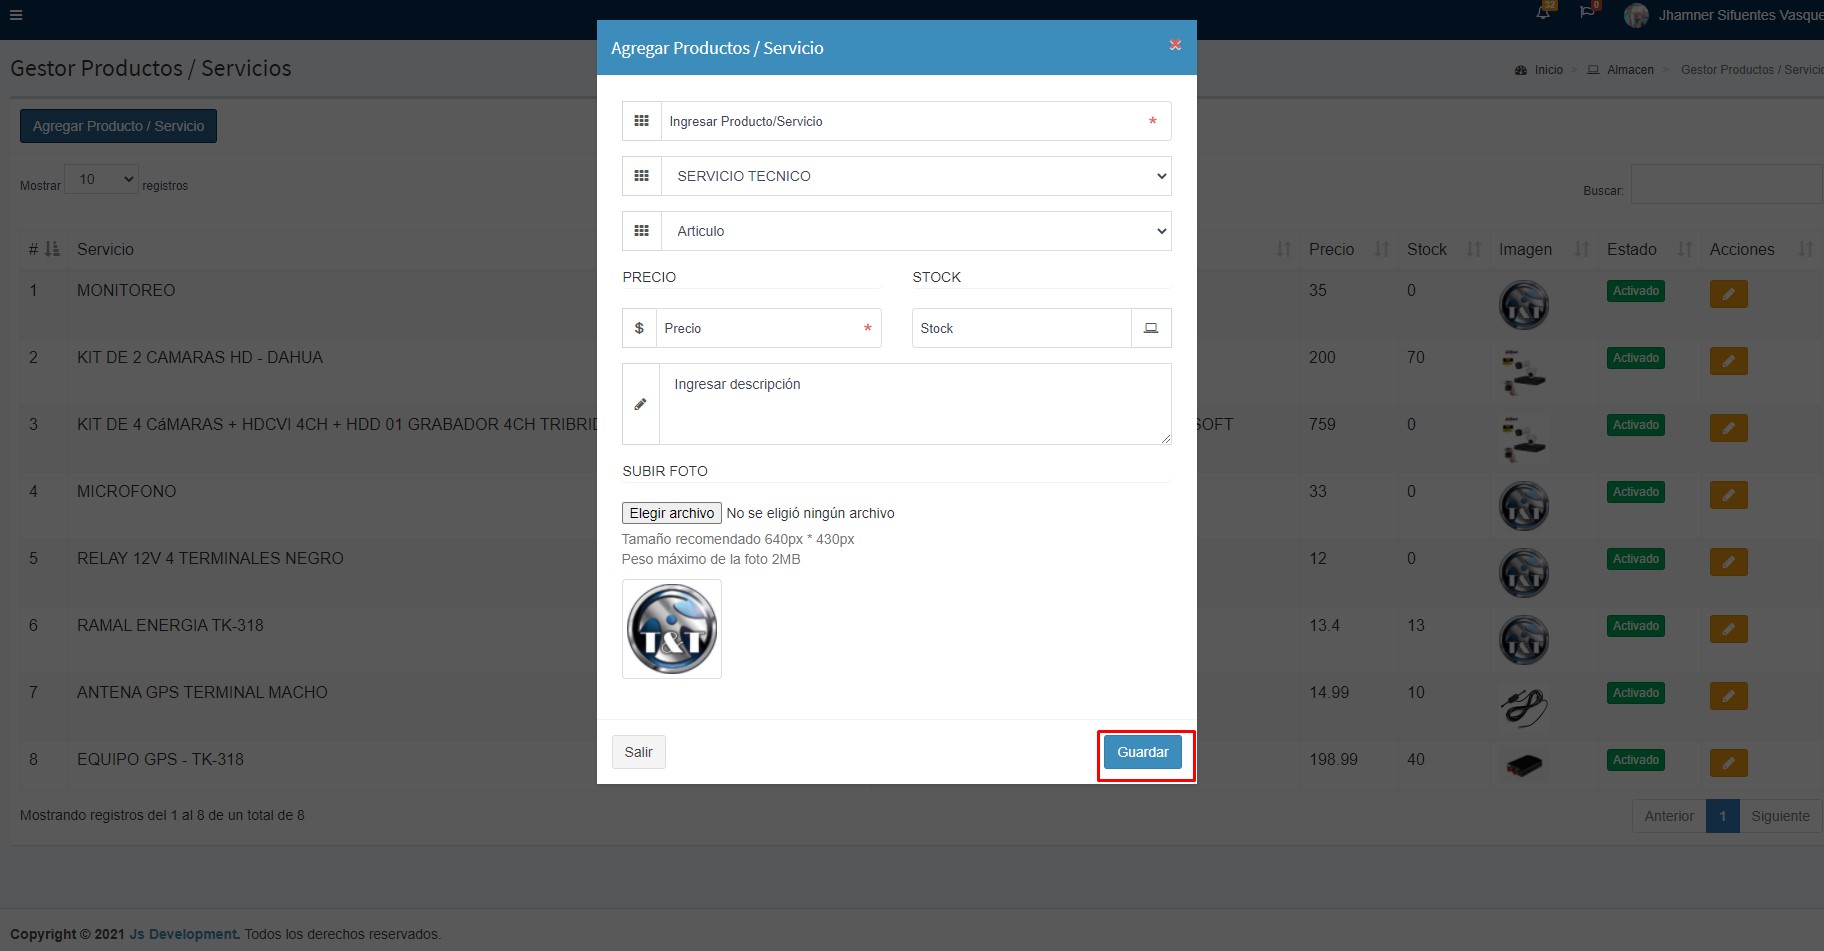 32
0
Jhamner Sifuentes Vasque
Agregar Productos / Servicio
Gestor Productos / Servicios
Inicio > Almacen > Gestor Productos / Servicio
Agregar Producto / Servicio
Ingresar Producto/Servicio *
Mostrar 10 registros
Buscar:
SERVICIO TECNICO
Articulo
# Servicio Precio Stock Imagen Estado Acciones
PRECIO STOCK
$ Precio * Stock
Ingresar descripción
SUBIR FOTO
Elegir archivo No se eligió ningún archivo
Tamaño recomendado 640px * 430px
Peso máximo de la foto 2MB
T&T
Salir Guardar
1 MONITOREO 35 0 T&T Activado
2 KIT DE 2 CAMARAS HD - DAHUA 200 70 Activado
3 KIT DE 4 CáMARAS + HDCVI 4CH + HDD 01 GRABADOR 4CH TRIBRID SOFT 759 0 Activado
4 MICROFONO 33 0 T&T Activado
5 RELAY 12V 4 TERMINALES NEGRO 12 0 T&T Activado
6 RAMAL ENERGIA TK-318 13.4 13 T&T Activado
7 ANTENA GPS TERMINAL MACHO 14.99 10 Activado
8 EQUIPO GPS - TK-318 198.99 40 Activado
Mostrando registros del 1 al 8 de un total de 8
Anterior 1 Siguiente
Copyright © 2021 Js Development. Todos los derechos reservados.